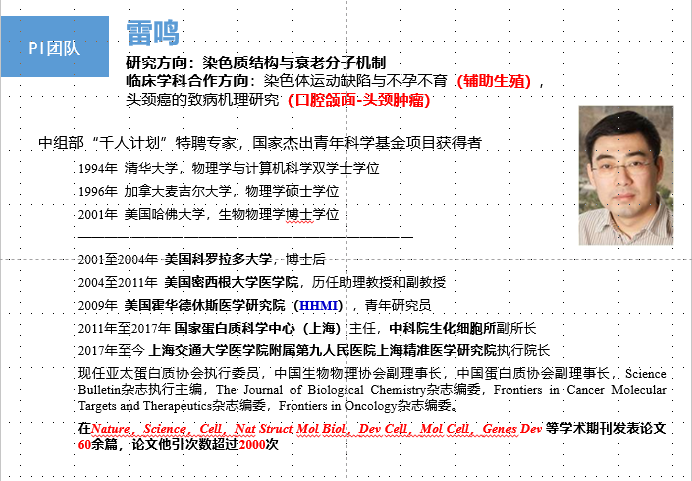 PI团队
雷鸣
研究方向：染色质结构与衰老分子机制
临床学科合作方向：染色体运动缺陷与不孕不育（辅助生殖），
头颈癌的致病机理研究（口腔颌面-头颈肿瘤）
中组部“千人计划”特聘专家，国家杰出青年科学基金项目获得者
1994年 清华大学，物理学与计算机科学双学士学位
1996年 加拿大麦吉尔大学，物理学硕士学位
2001年 美国哈佛大学，生物物理学博士学位
2001至2004年 美国科罗拉多大学，博士后
2004至2011年 美国密西根大学医学院，历任助理教授和副教授
2009年 美国霍华德休斯医学研究院（HHMI），青年研究员
2011年至2017年 国家蛋白质科学中心（上海）主任，中科院生化细胞所副所长
2017年至今 上海交通大学医学院附属第九人民医院上海精准医学研究院执行院长
现任亚太蛋白质协会执行委员，中国生物物理协会副理事长，中国蛋白质协会副理事长，Science
Bulletin杂志执行主编，The Journal of Biological Chemistry杂志编委，Frontiers in Cancer Molecular
Targets and Therapeutics杂志编委，Frontiers in Oncology杂志编委。
在Nature，Science，Cell，Nat Struct Mol Biol，Dev Cell，Mol Cell，Genes Dev 等学术期刊发表论文
60余篇，论文他引次数超过2000次